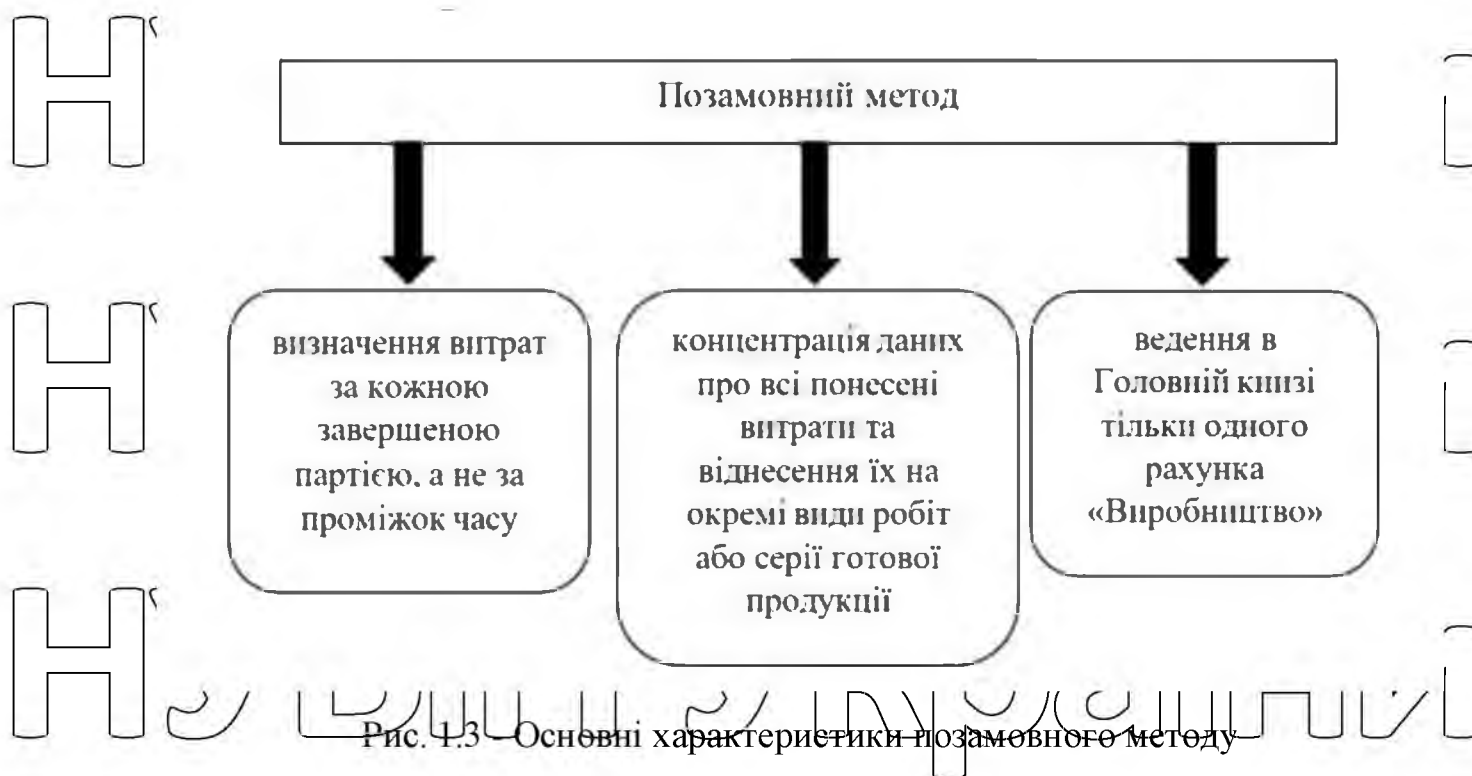 Позамовний метод
визначення витрат
за кожною
завершеною
партією, а не за
проміжок часу
концентрація даних
про всі понесені
витрати та
віднесення їх на
окремі види робіт
або серії готової
продукції
ведення в
Головній книзі
тільки одного
рахунка
«Виробництво»
Рис. 1.3 - Основні характеристики позамовного методу